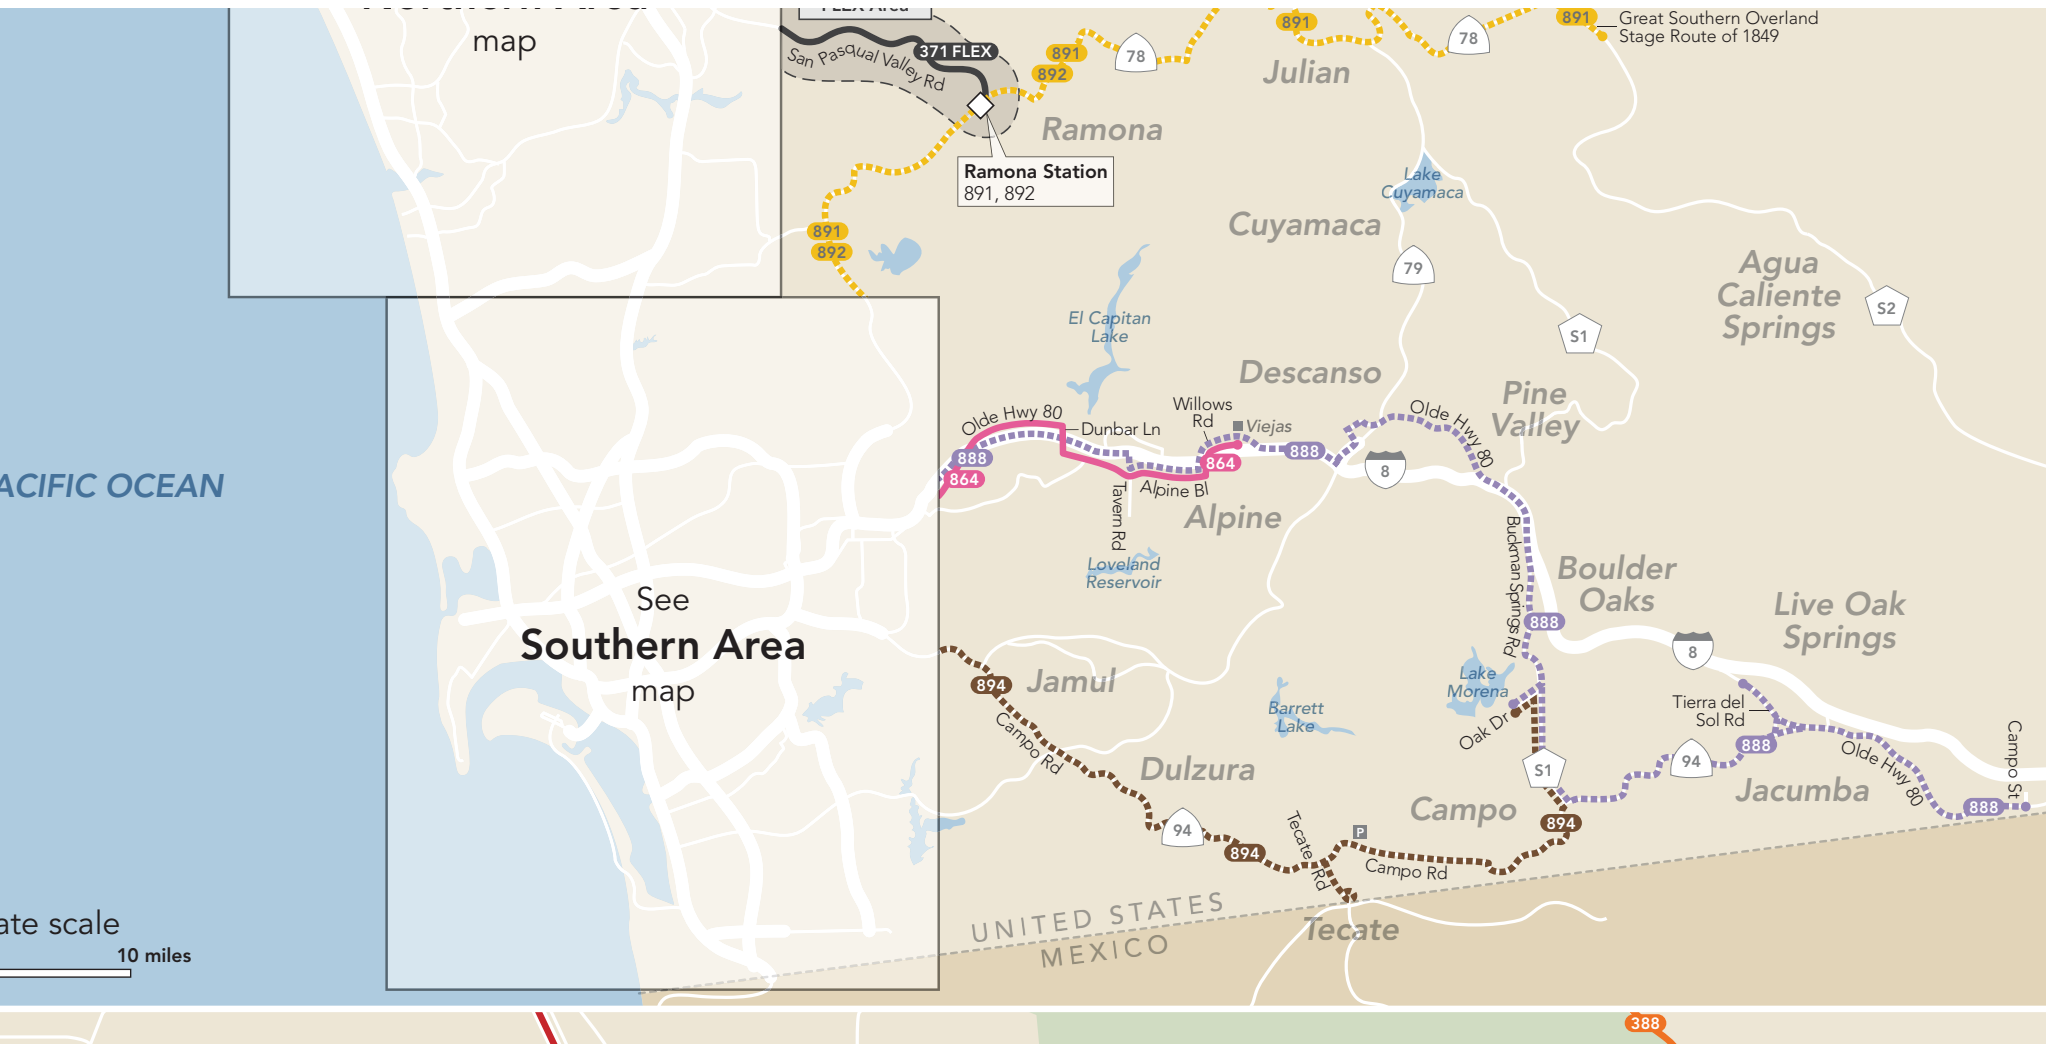 map
371 FLEX
San Pasqual Valley Rd
891
892
78
891
78
891
Great Southern Overland
Stage Route of 1849
Julian
Ramona
Ramona Station
891, 892
Lake
Cuyamaca
Cuyamaca
891
892
79
Agua
Caliente
Springs
S2
S1
El Capitan
Lake
Descanso
Pine
Valley
Olde Hwy 80
Dunbar Ln
Willows
Rd
Viejas
888
864
888
864
Olde Hwy 80
8
Tavern Rd
Alpine Bl
Alpine
ACIFIC OCEAN
Loveland
Reservoir
Buckman Springs Rd
Boulder
Oaks
888
Live Oak
Springs
8
See
Southern Area
map
894
Jamul
Campo Rd
Barrett
Lake
Lake
Morena
Oak Dr
Tierra del
Sol Rd
888
94
Olde Hwy 80
Campo St
S1
Dulzura
Jacumba
888
Campo
894
94
894
Tecate Rd
P
Campo Rd
UNITED STATES
MEXICO
Tecate
ate scale
10 miles
388